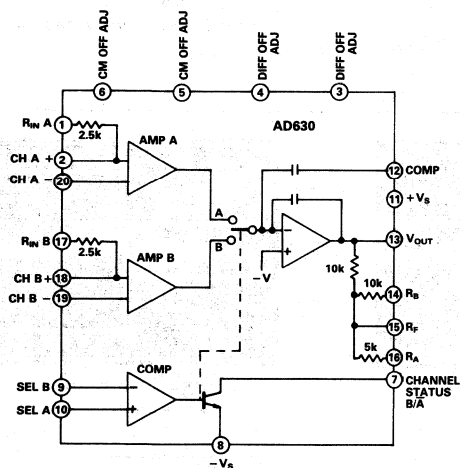 CM OFF ADJ
CM OFF ADJ
DIFF OFF
ADJ
DIFF OFF
ADJ
6
5
4
3
AD630
RIN A
1
2.5k
AMP A
CH A +
2
CH A -
20
A
B
12
COMP
11
+VS
RIN B
17
2.5k
AMP B
CH B+
18
CH B -
19
-
+
-V
13
VOUT
10k
10k
14
RB
15
RF
5k
16
RA
COMP
SEL B
9
-
SEL A
10
+
7
CHANNEL
STATUS
B/A̅
8
-VS